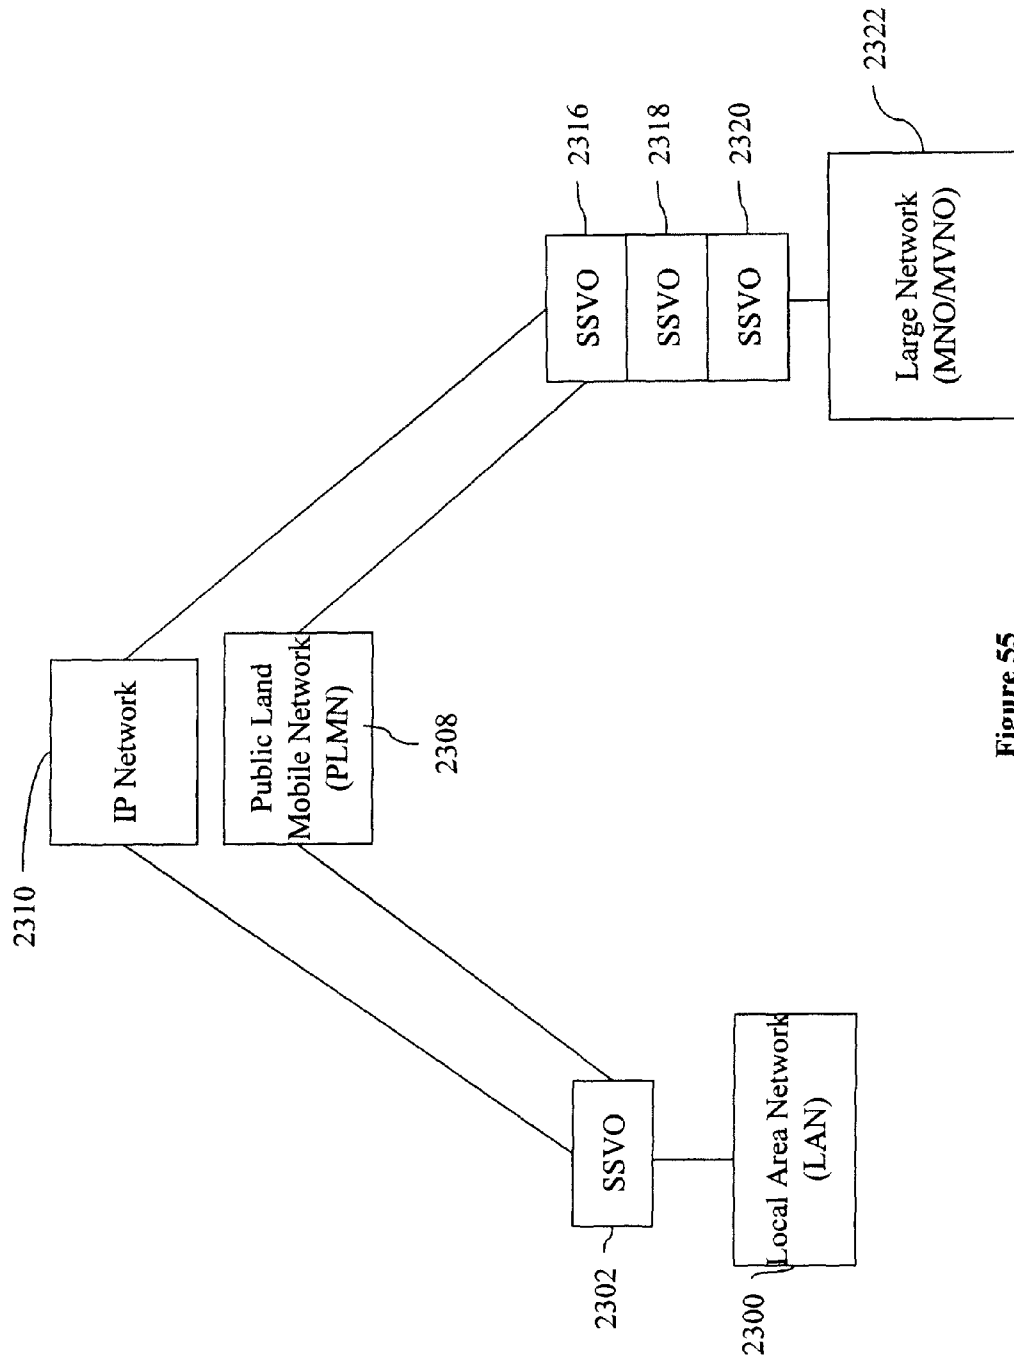 2310
IP Network
Public Land
Mobile Network
(PLMN)
2308
SSVO
2302
Local Area Network
(LAN)
2300
SSVO
2316
SSVO
2318
SSVO
2320
Large Network
(MNO/MVNO)
2322
Figure 55